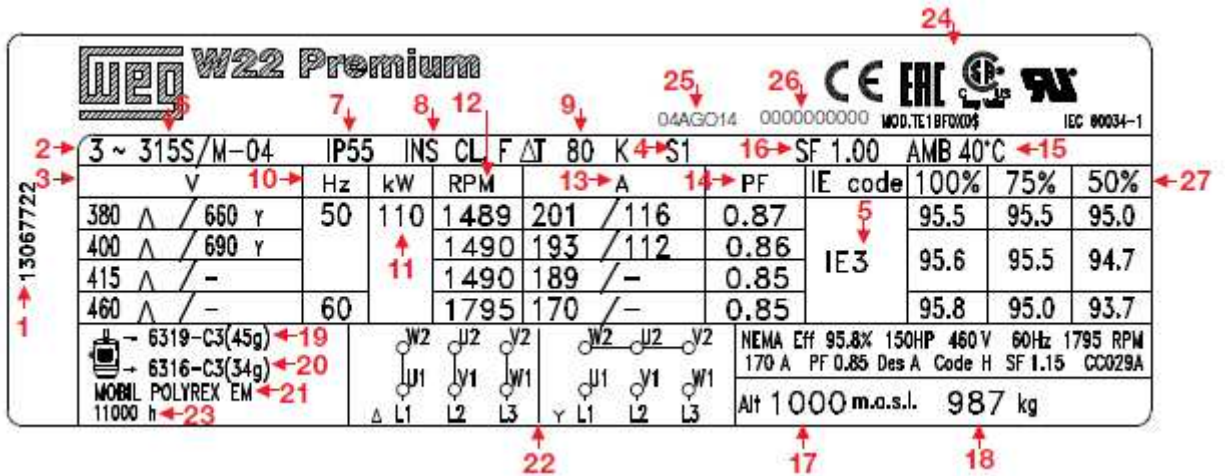 24
WEG W22 Premium
CE EAC CSA C US UR
6 7 8 12 9 25 26
04AGO14 0000000000 MOD.TE1BF0X0$ IEC 60034-1
2 3 ~ 315S/M-04 IP55 INS CL. F ΔT 80 K 4 S1 16 SF 1.00 AMB 40°C 15
3 V 10 Hz kW RPM 13 A 14 PF IE code 100% 75% 50% 27
380 Δ / 660 Y 50 110 1489 201 / 116 0.87 5 95.5 95.5 95.0
400 Δ / 690 Y 11 1490 193 / 112 0.86 IE3 95.6 95.5 94.7
415 Δ / - 1490 189 / - 0.85
460 Δ / - 60 1795 170 / - 0.85 95.8 95.0 93.7
1 13067722
6319-C3(45g) 19
6316-C3(34g) 20
MOBIL POLYREX EM 21
11000 h 23
W2 U2 V2 W2 U2 V2
U1 V1 W1 U1 V1 W1
Δ L1 L2 L3 Y L1 L2 L3
22
NEMA Eff 95.8% 150HP 460 V 60Hz 1795 RPM
170 A PF 0.85 Des A Code H SF 1.15 CC029A
Alt 1000 m.a.s.l. 987 kg
17 18